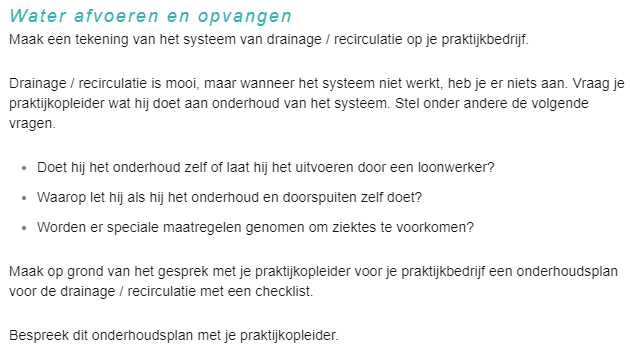 Water afvoeren en opvangen
Maak een tekening van het systeem van drainage / recirculatie op je praktijkbedrijf.
Drainage / recirculatie is mooi, maar wanneer het systeem niet werkt, heb je er niets aan. Vraag je
praktijkopleider wat hij doet aan onderhoud van het systeem. Stel onder andere de volgende
vragen.
• Doet hij het onderhoud zelf of laat hij het uitvoeren door een loonwerker?
• Waarop let hij als hij het onderhoud en doorspuiten zelf doet?
• Worden er speciale maatregelen genomen om ziektes te voorkomen?
Maak op grond van het gesprek met je praktijkopleider voor je praktijkbedrijf een onderhoudsplan
voor de drainage / recirculatie met een checklist.
Bespreek dit onderhoudsplan met je praktijkopleider.